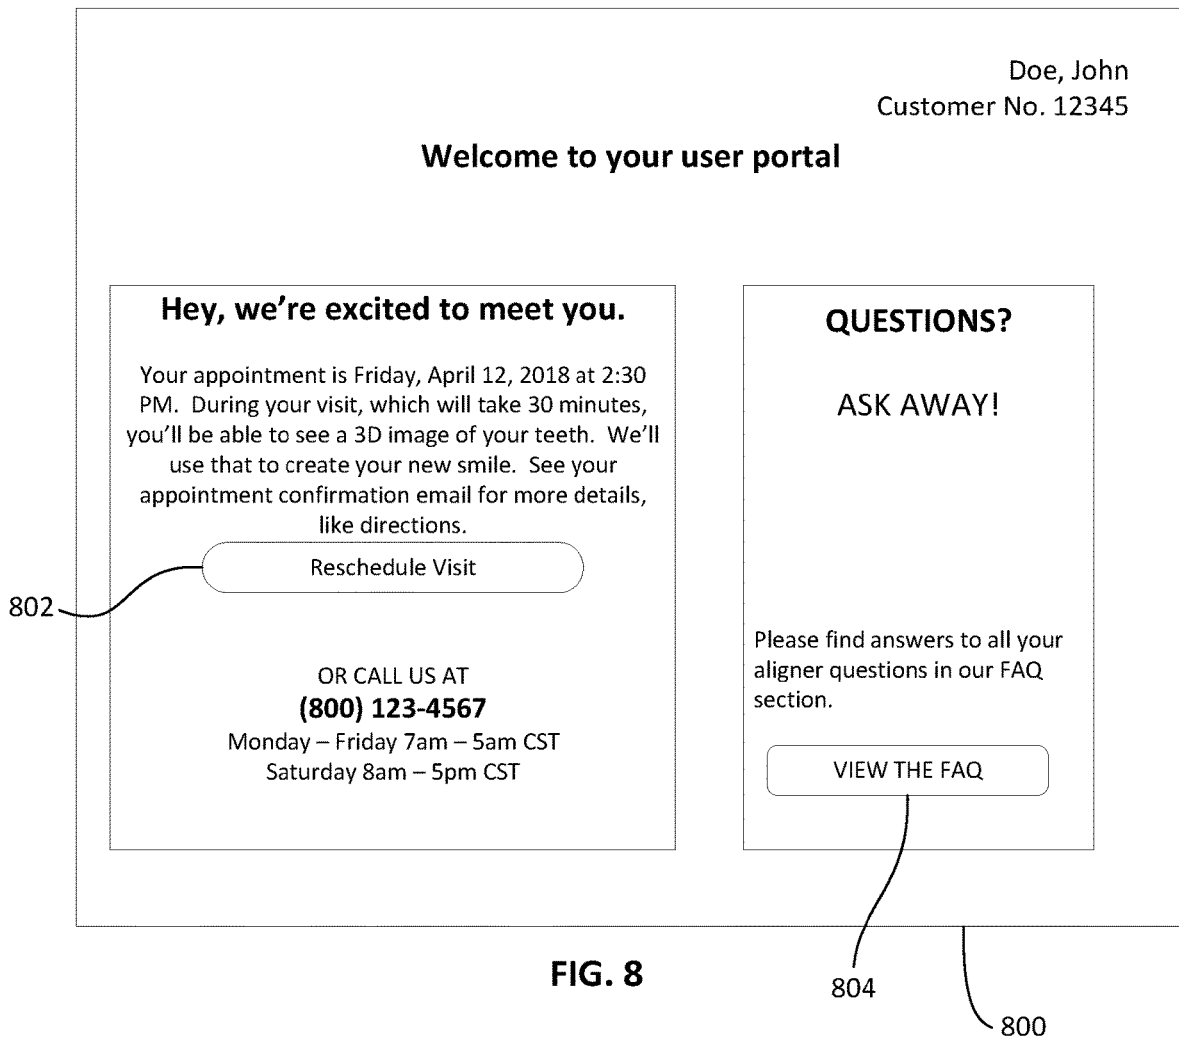 Doe, John
Customer No. 12345
Welcome to your user portal
Hey, we’re excited to meet you.
Your appointment is Friday, April 12, 2018 at 2:30
PM.  During your visit, which will take 30 minutes,
you’ll be able to see a 3D image of your teeth.  We’ll
use that to create your new smile.  See your
appointment confirmation email for more details,
like directions.
Reschedule Visit
802
OR CALL US AT
(800) 123-4567
Monday – Friday 7am – 5am CST
Saturday 8am – 5pm CST
QUESTIONS?
ASK AWAY!
Please find answers to all your
aligner questions in our FAQ
section.
VIEW THE FAQ
FIG. 8
804
800